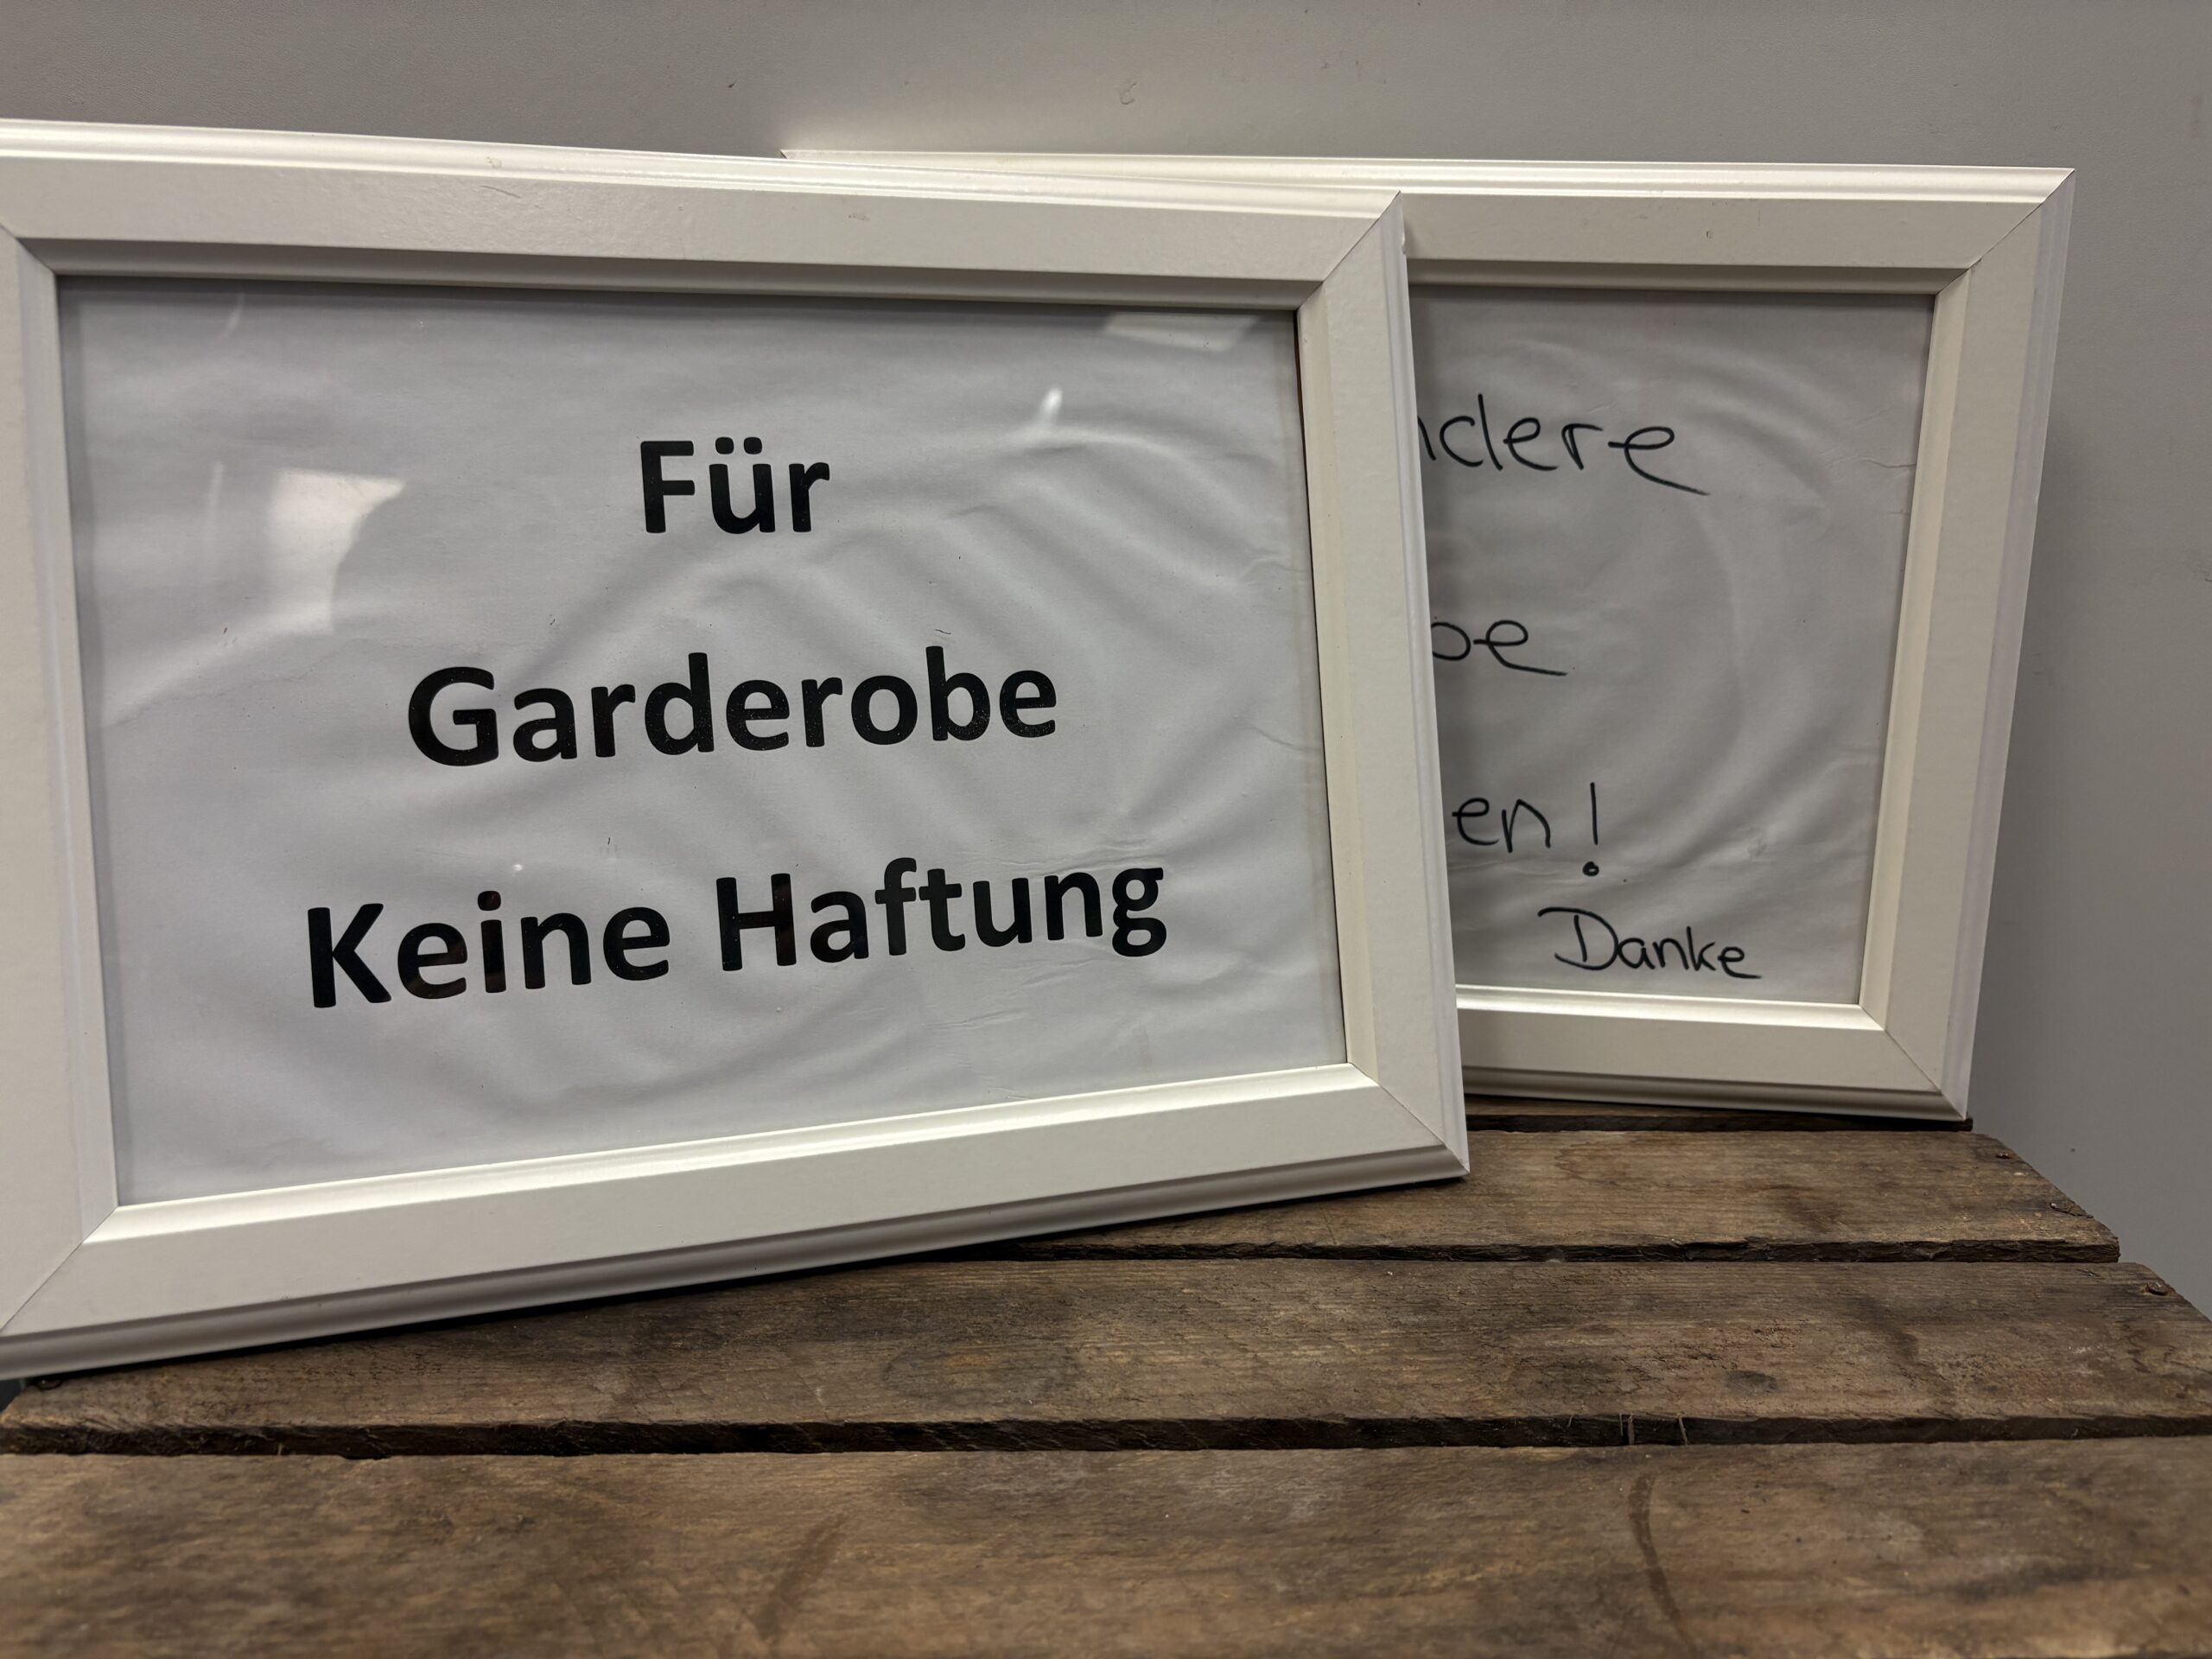 Für
Garderobe
Keine Haftung
Danke